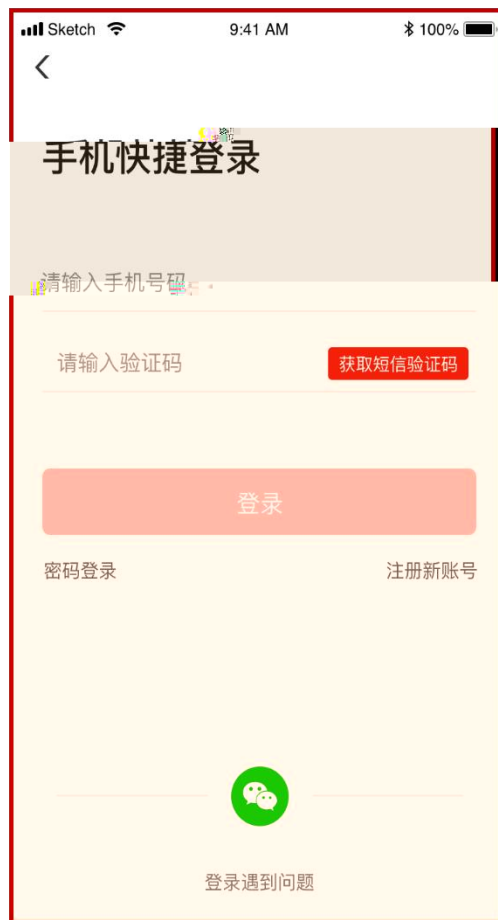 Sketch 9:41 AM 100%
手机快捷登录
请输入手机号码
请输入验证码 获取短信验证码
登录
密码登录 注册新账号
登录遇到问题